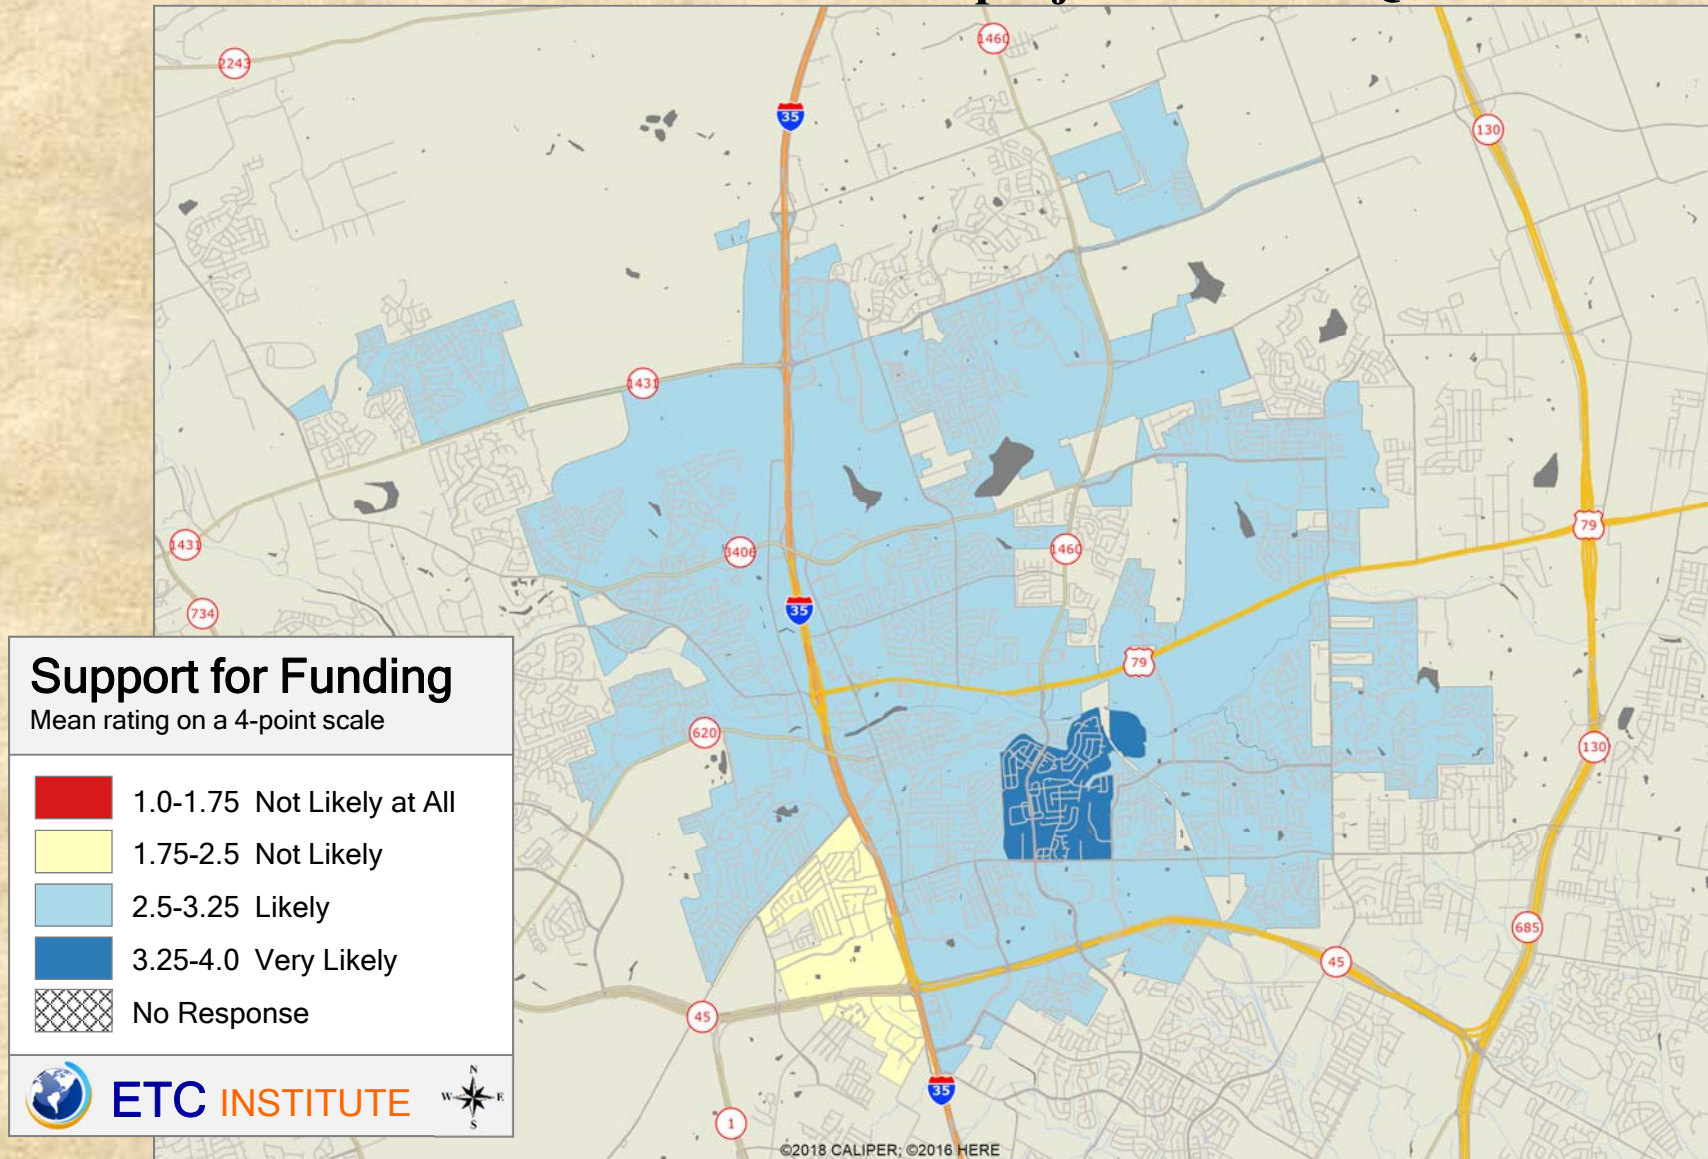 2243
1460
35
130
1431
1431
3406
35
1460
79
734
79
620
130
685
45
45
35
1
Support for Funding
Mean rating on a 4-point scale
1.0-1.75 Not Likely at All
1.75-2.5 Not Likely
2.5-3.25 Likely
3.25-4.0 Very Likely
No Response
ETC INSTITUTE
N
W E
S
©2018 CALIPER; ©2016 HERE